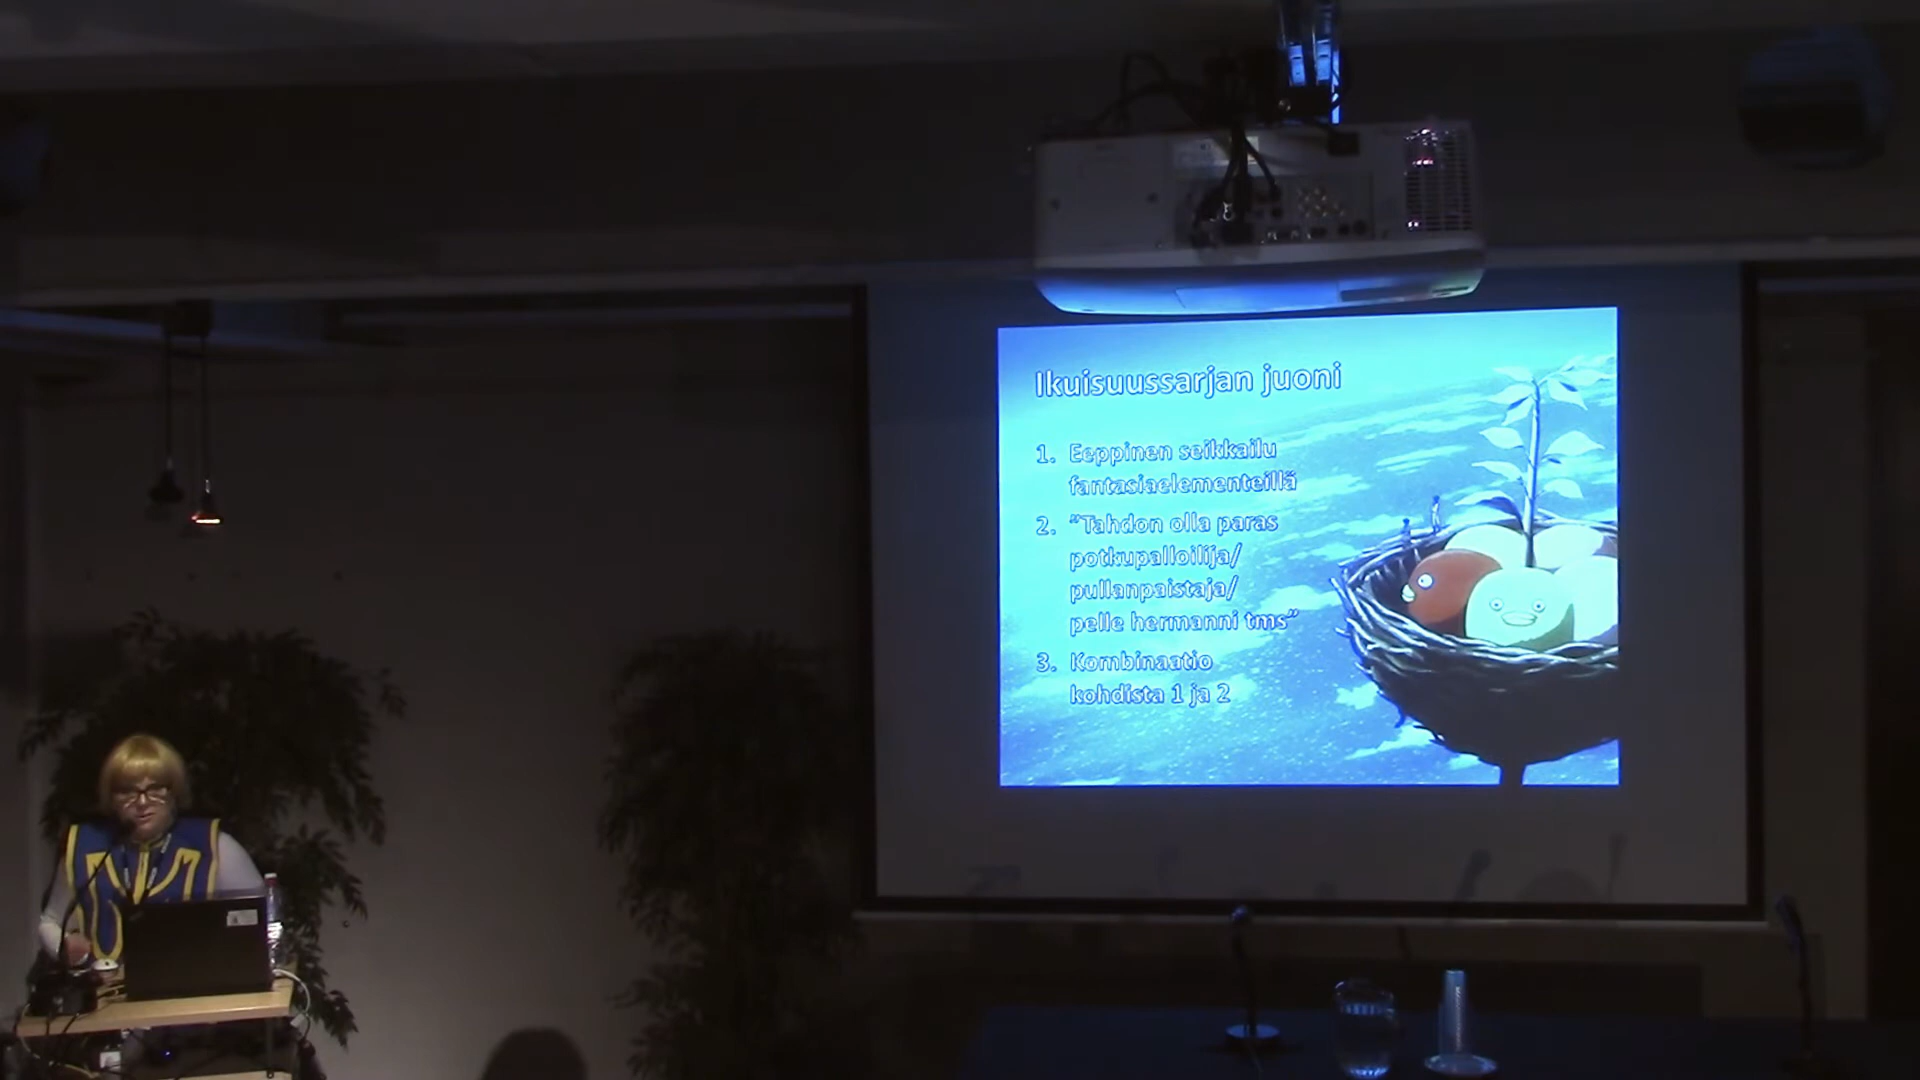 Ikuisuussarjan juoni
1. Eeppinen seikkailu
fantasiaelementeillä
2. ”Tahdon olla paras
potkupalloilija/
pullanpaistaja/
pelle hermanni tms”
3. Kombinaatio
kohdista 1 ja 2